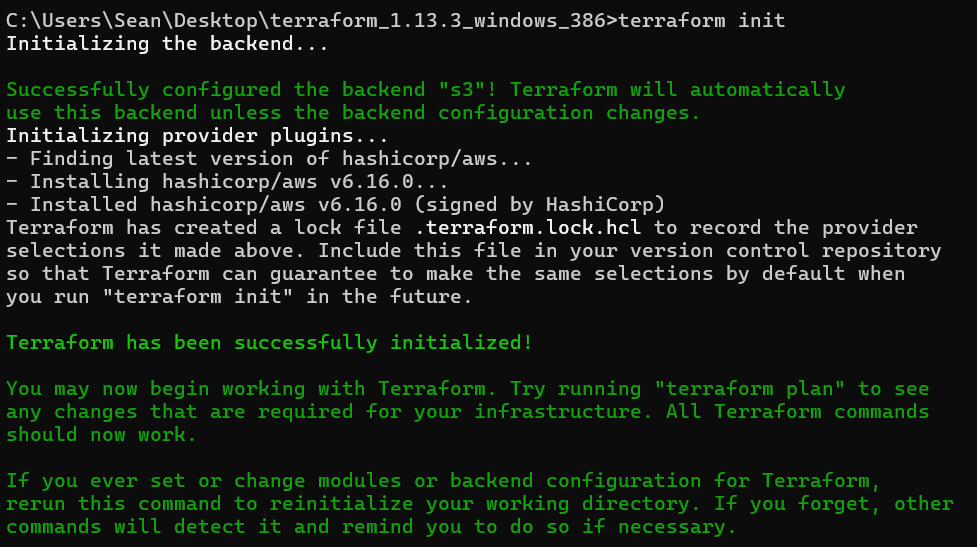 C:\Users\Sean\Desktop\terraform_1.13.3_windows_386>terraform init
Initializing the backend...
Successfully configured the backend "s3"! Terraform will automatically
use this backend unless the backend configuration changes.
Initializing provider plugins...
- Finding latest version of hashicorp/aws...
- Installing hashicorp/aws v6.16.0...
- Installed hashicorp/aws v6.16.0 (signed by HashiCorp)
Terraform has created a lock file .terraform.lock.hcl to record the provider
selections it made above. Include this file in your version control repository
so that Terraform can guarantee to make the same selections by default when
you run "terraform init" in the future.
Terraform has been successfully initialized!
You may now begin working with Terraform. Try running "terraform plan" to see
any changes that are required for your infrastructure. All Terraform commands
should now work.
If you ever set or change modules or backend configuration for Terraform,
rerun this command to reinitialize your working directory. If you forget, other
commands will detect it and remind you to do so if necessary.